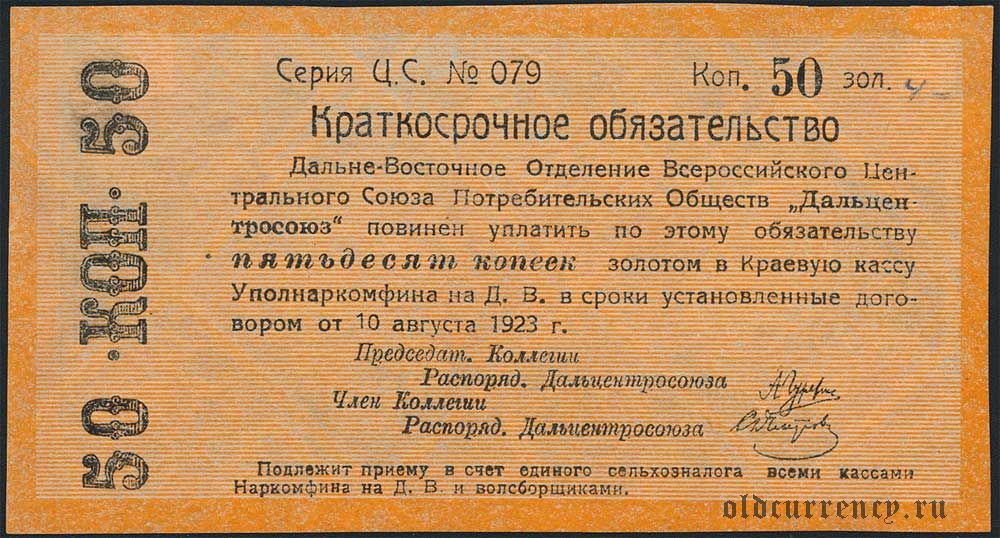 50 ·КОП. 50
Серия Ц.С. № 079
Коп. 50 зол.
Краткосрочное обязательство
Дальне-Восточное Отделение Всероссийского Цен-
трального Союза Потребительских Обществ „Дальцен-
тросоюз“ повинен уплатить по этому обязательству
пятьдесят копеек золотом в Краевую кассу
Уполнаркомфина на Д. В. в сроки установленные дого-
вором от 10 августа 1923 г.
Председат. Коллегии
Распоряд. Дальцентросоюза
Член Коллегии
Распоряд. Дальцентросоюза
Подлежит приему в счет единого сельхозналога всеми кассами
Наркомфина на Д. В. и волсборщиками.
oldcurrency.ru